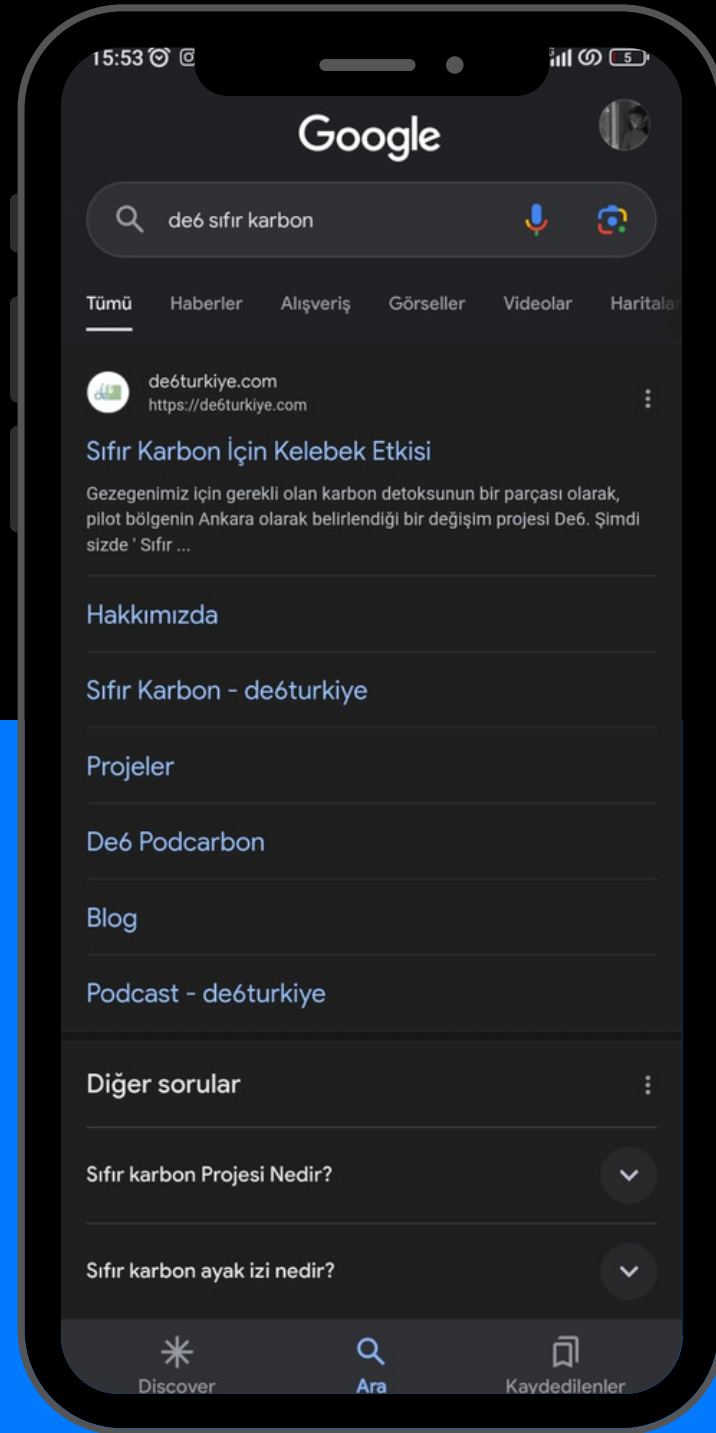 15:53
5
Google
de6 sıfır karbon
Tümü Haberler Alışveriş Görseller Videolar Haritalar
de6turkiye.com
https://de6turkiye.com
Sıfır Karbon İçin Kelebek Etkisi
Gezegenimiz için gerekli olan karbon detoksunun bir parçası olarak,
pilot bölgenin Ankara olarak belirlendiği bir değişim projesi De6. Şimdi
sizde ' Sıfır ...
Hakkımızda
Sıfır Karbon - de6turkiye
Projeler
De6 Podcarbon
Blog
Podcast - de6turkiye
Diğer sorular
Sıfır karbon Projesi Nedir?
Sıfır karbon ayak izi nedir?
Discover Ara Kaydedilenler